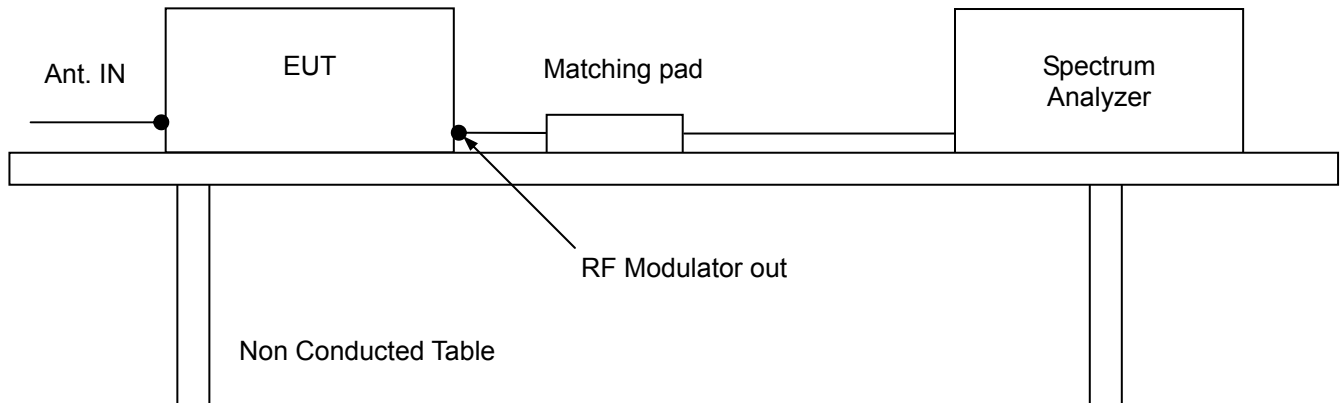 Ant. IN
EUT
Matching pad
Spectrum
Analyzer
RF Modulator out
Non Conducted Table